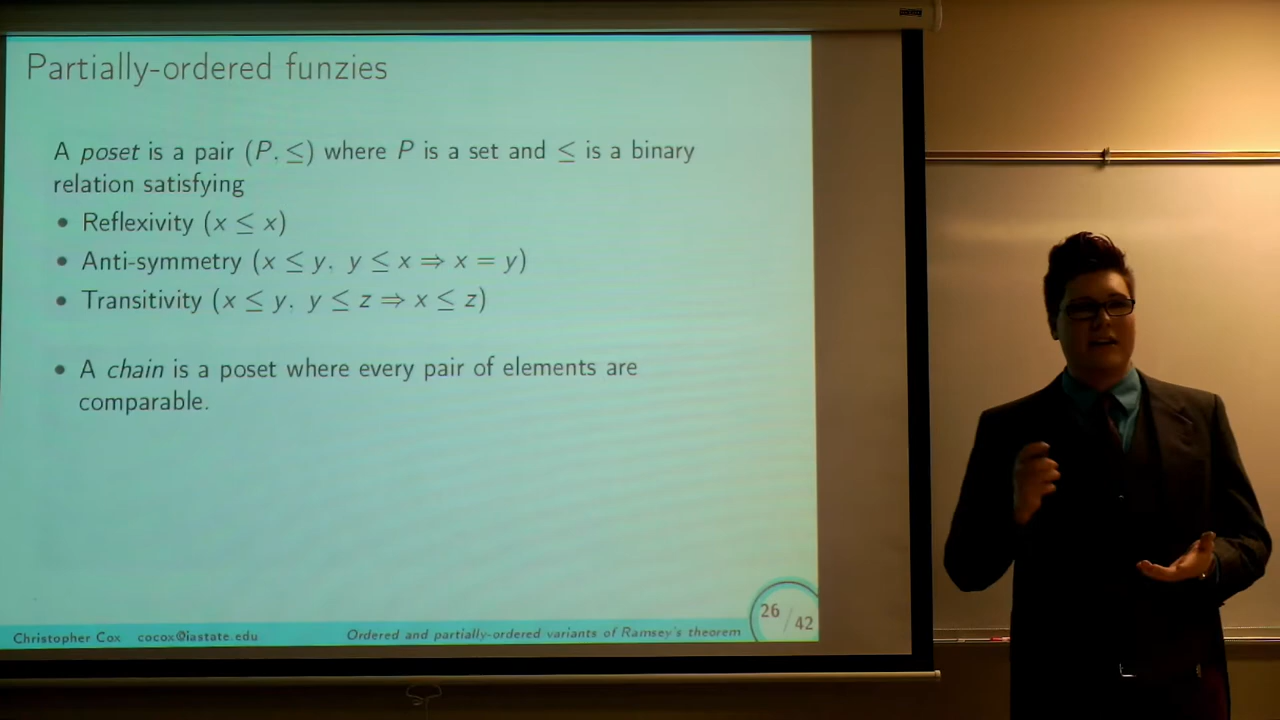 Partially-ordered funzies
A poset is a pair (P, ≤) where P is a set and ≤ is a binary
relation satisfying
• Reflexivity (x ≤ x)
• Anti-symmetry (x ≤ y, y ≤ x ⇒ x = y)
• Transitivity (x ≤ y, y ≤ z ⇒ x ≤ z)
• A chain is a poset where every pair of elements are
comparable.
Christopher Cox cocox@iastate.edu
Ordered and partially-ordered variants of Ramsey's theorem
26 / 42